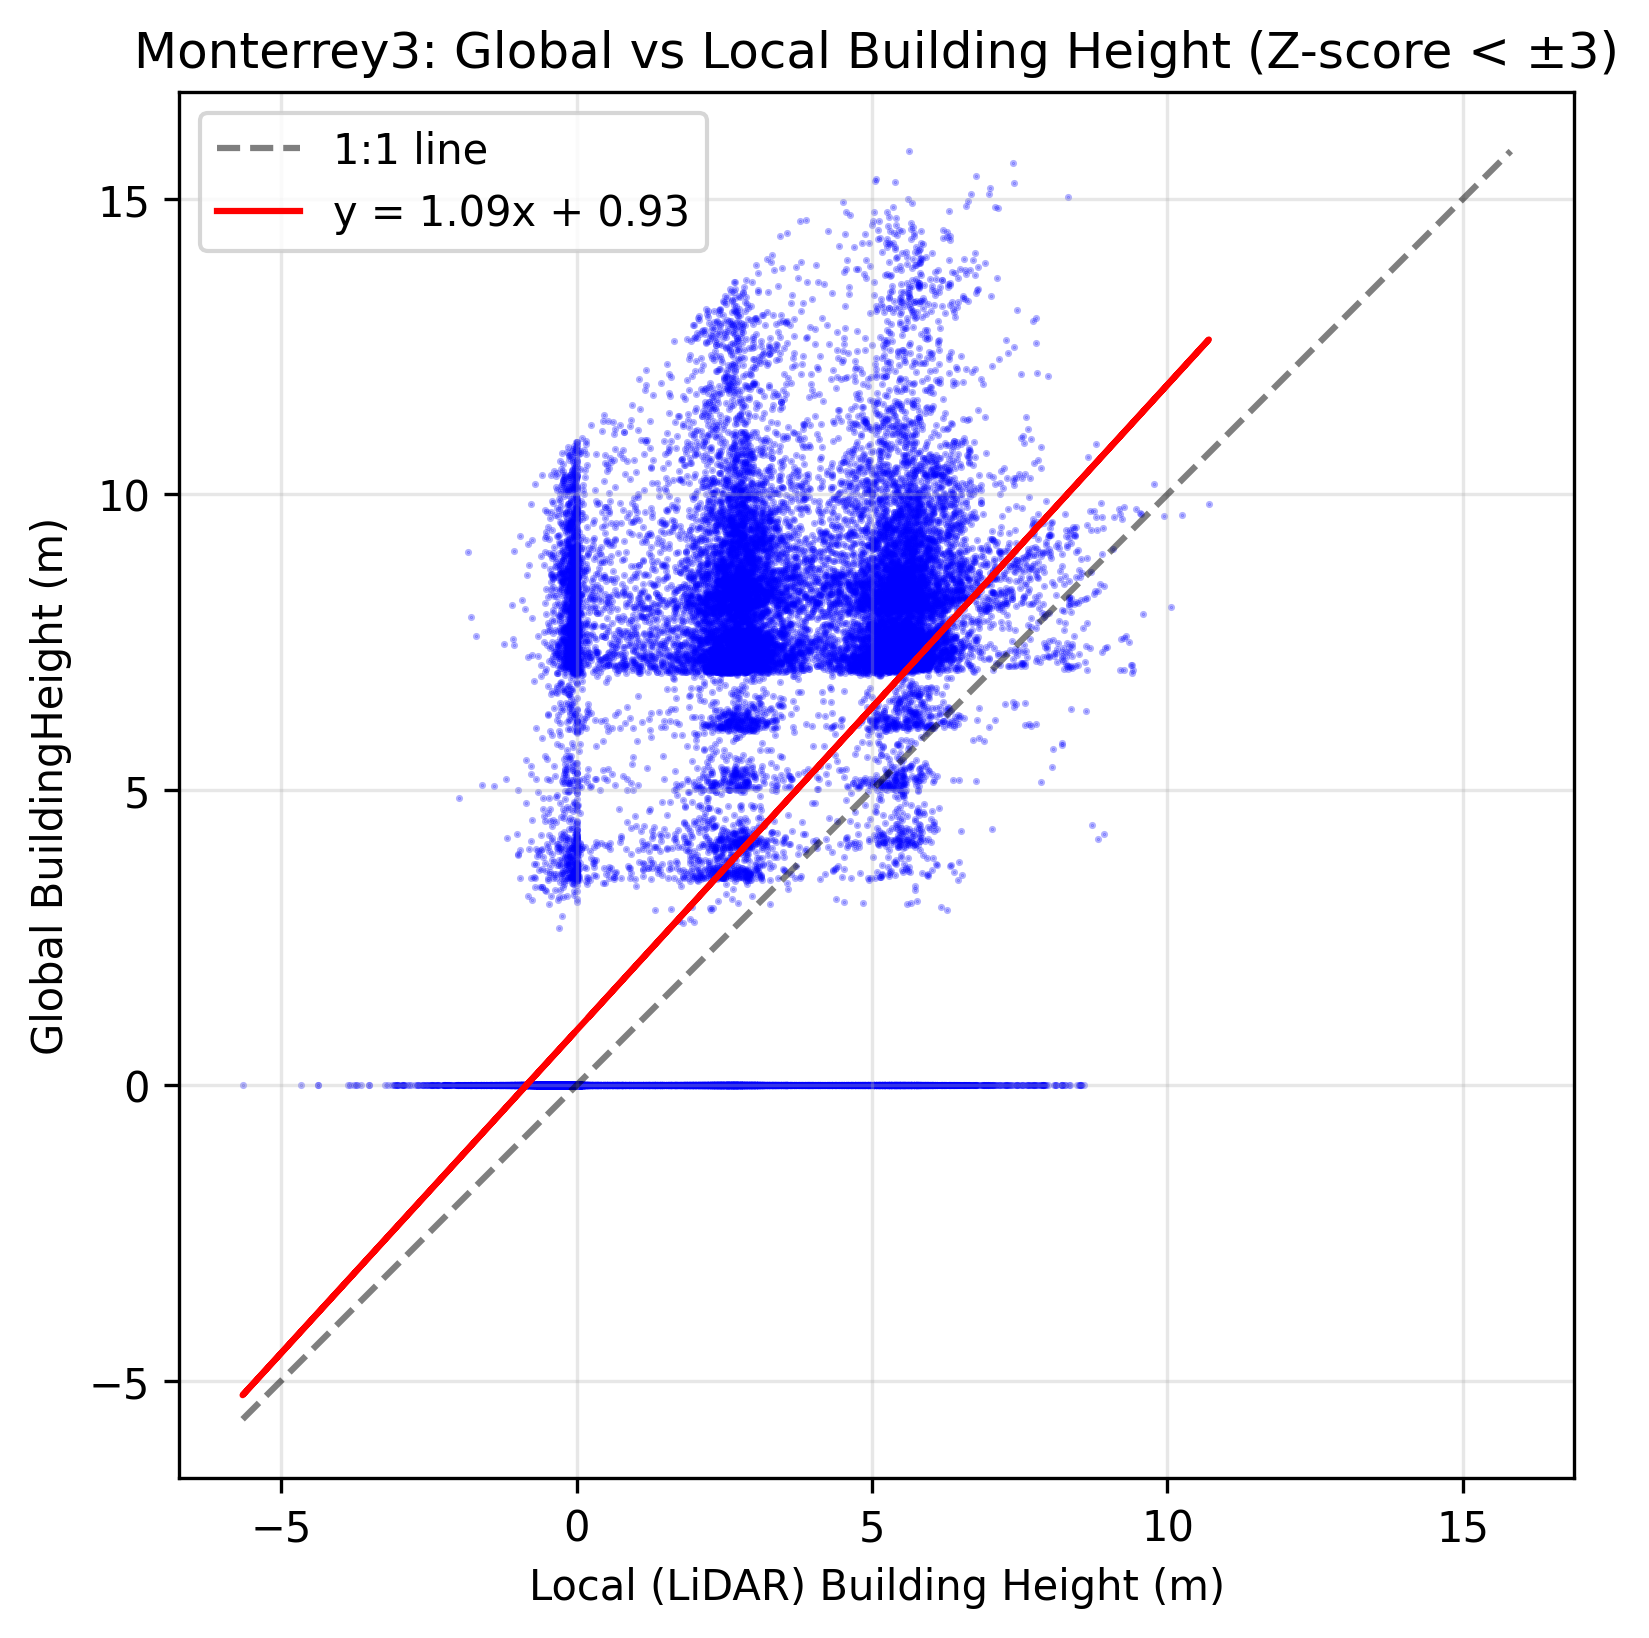 Monterrey3: Global vs Local Building Height (Z-score < ±3)
1:1 line
y = 1.09x + 0.93
15
10
5
0
−5
Global BuildingHeight (m)
−5
0
5
10
15
Local (LiDAR) Building Height (m)